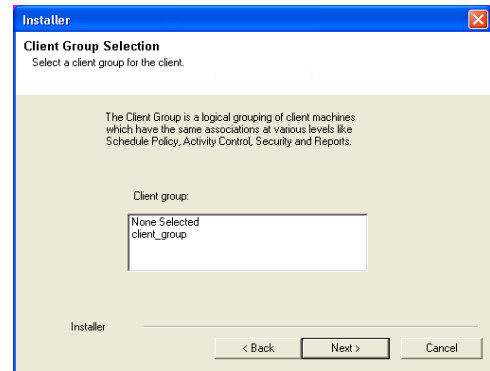 Installer
Client Group Selection
Select a client group for the client.
The Client Group is a logical grouping of client machines
which have the same associations at various levels like
Schedule Policy, Activity Control, Security and Reports.
Client group:
None Selected
client_group
Installer
< Back
Next >
Cancel